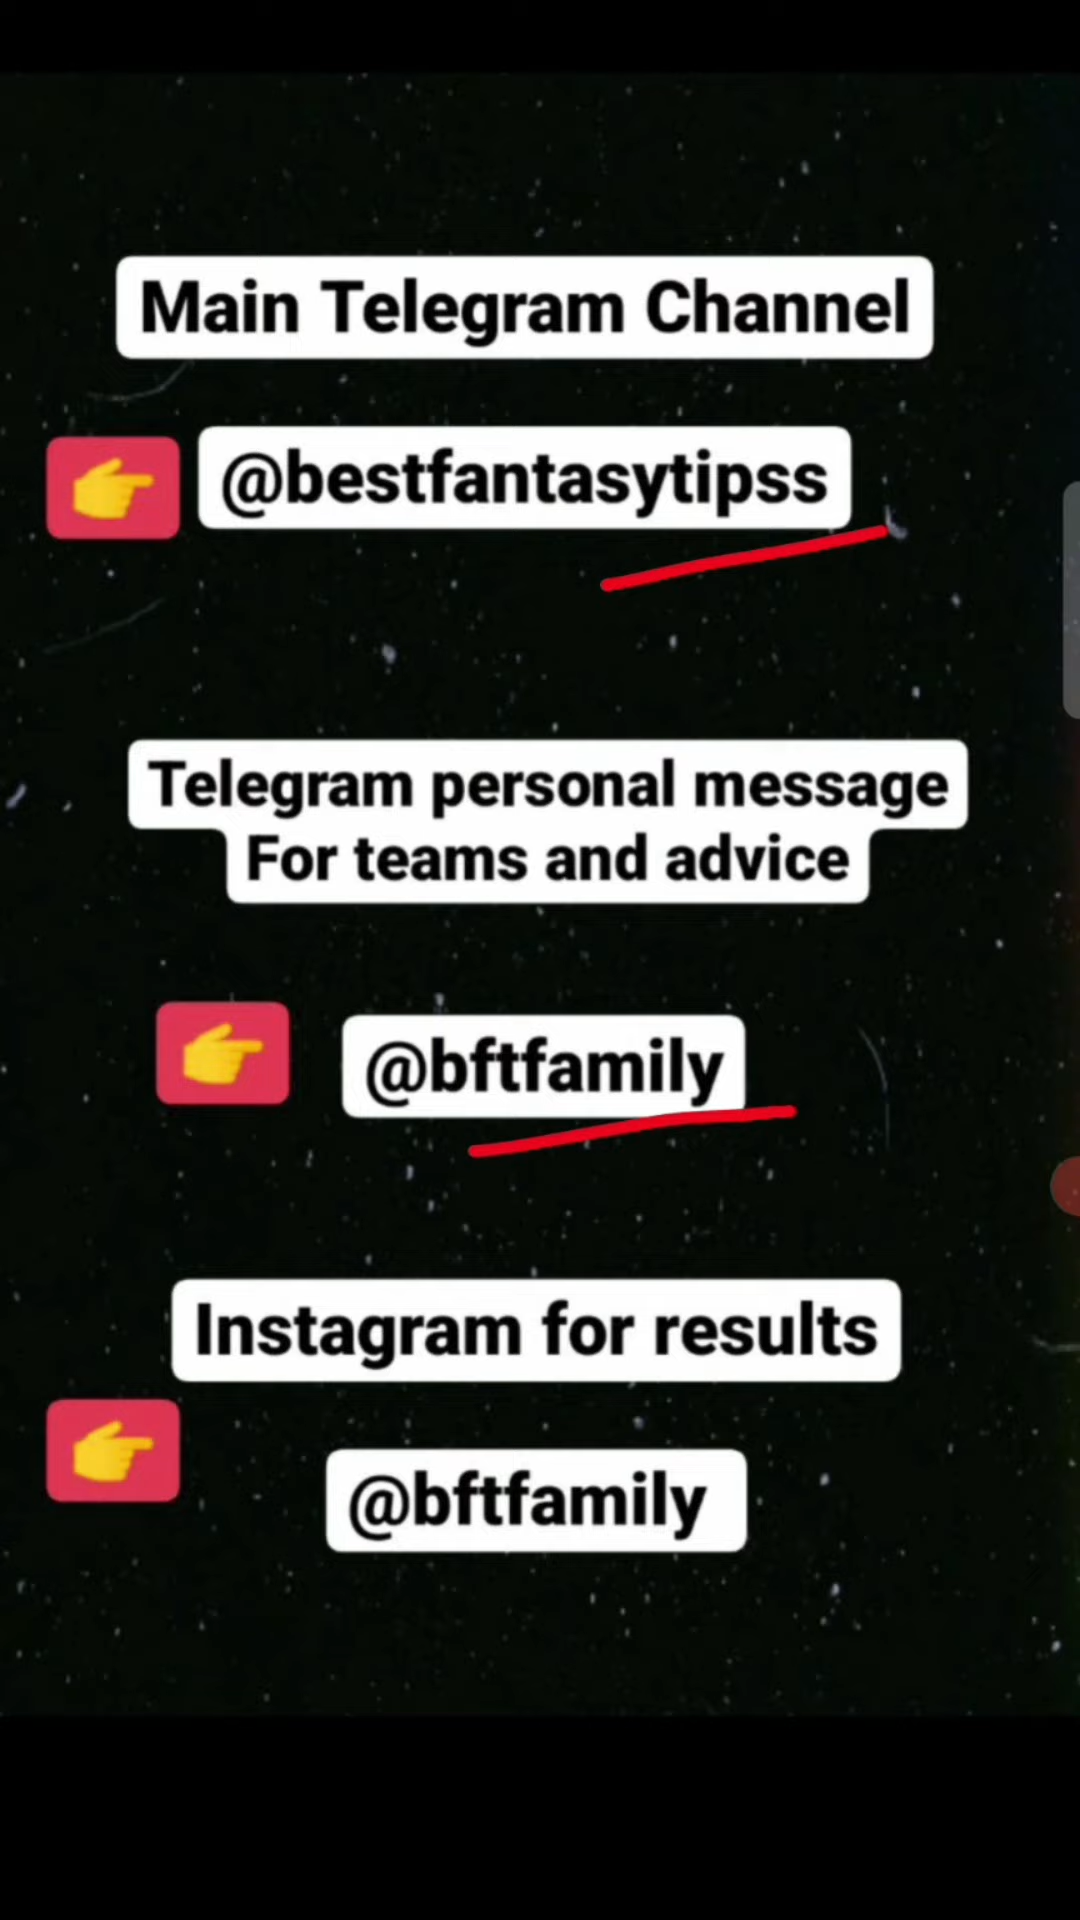 Main Telegram Channel
👉 @bestfantasytipss
Telegram personal message
For teams and advice
👉 @bftfamily
Instagram for results
👉
@bftfamily